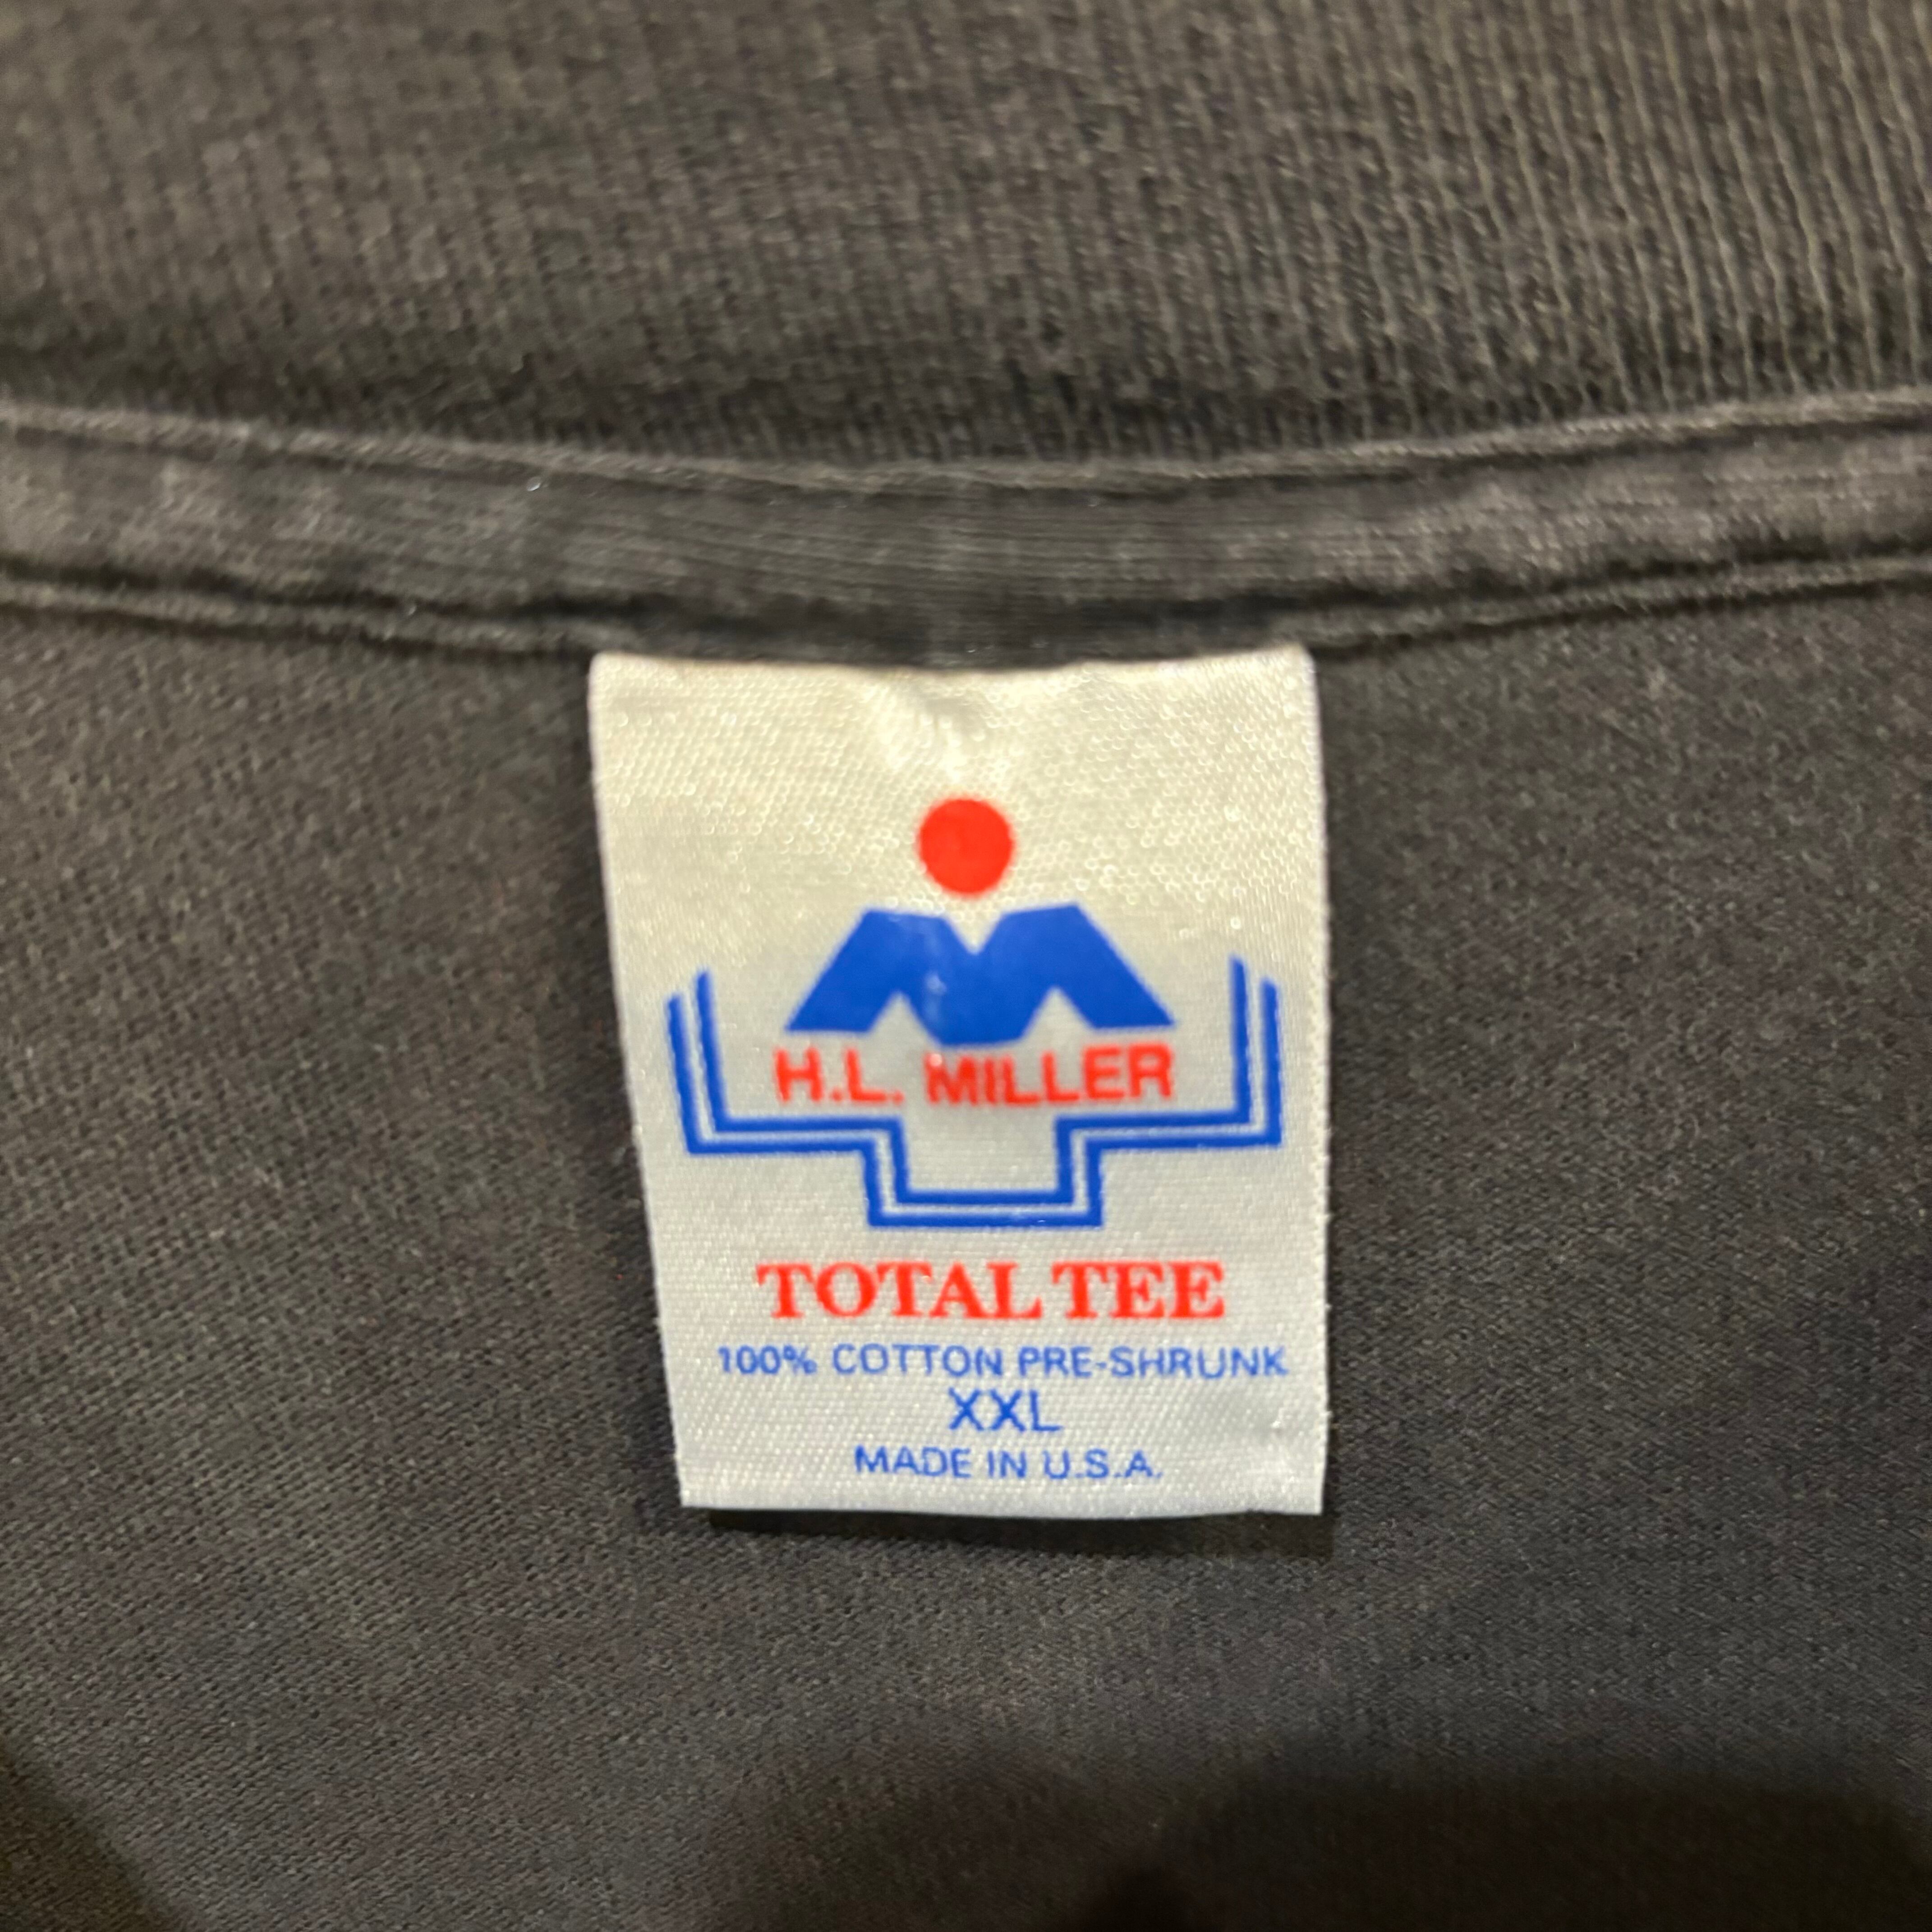 H.L. MILLER
TOTAL TEE
100% COTTON PRE-SHRUNK
XXL
MADE IN U.S.A.